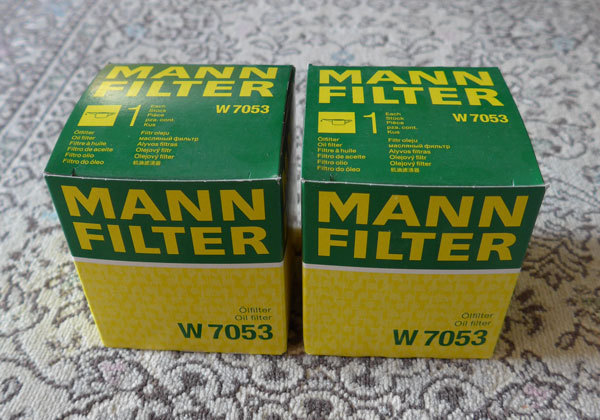 MANN
FILTER
W 7053
1
Each
Stück
Pièce
pza. cont.
Kus
Ölfilter
Oil filter
Filtre à huile
Filtro de aceite
Filtro olio
Filtro do óleo
Filtr oleju
масляный фильтр
Alyvos filtras
Olejový filtr
Olejový filter
机油滤清器
MANN
FILTER
Ölfilter
Oil filter
W 7053
MANN
FILTER
W 7053
1
Each
Stück
Pièce
pza. cont.
Kus
Ölfilter
Oil filter
Filtre à huile
Filtro de aceite
Filtro olio
Filtro do óleo
Filtr oleju
масляный фильтр
Alyvos filtras
Olejový filtr
Olejový filter
机油滤清器
MANN
FILTER
Ölfilter
Oil filter
W 7053